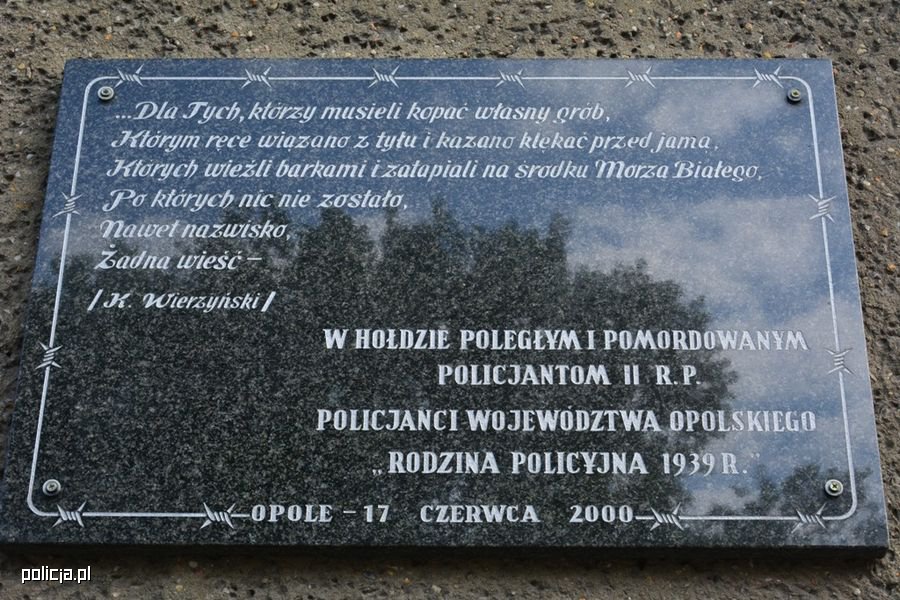 ...Dla Tych, którzy musieli kopać własny grób,
Którym ręce wiązano z tyłu i kazano klękać przed jamą,
Których wieźli barkami i zatapiali na środku Morza Białego,
Po których nic nie zostało,
Nawet nazwisko,
Żadna wieść –
/K. Wierzyński/
W HOŁDZIE POLEGŁYM I POMORDOWANYM
POLICJANTOM II R.P.
POLICJANCI WOJEWÓDZTWA OPOLSKIEGO
„RODZINA POLICYJNA 1939 R."
OPOLE – 17 CZERWCA 2000
policja.pl